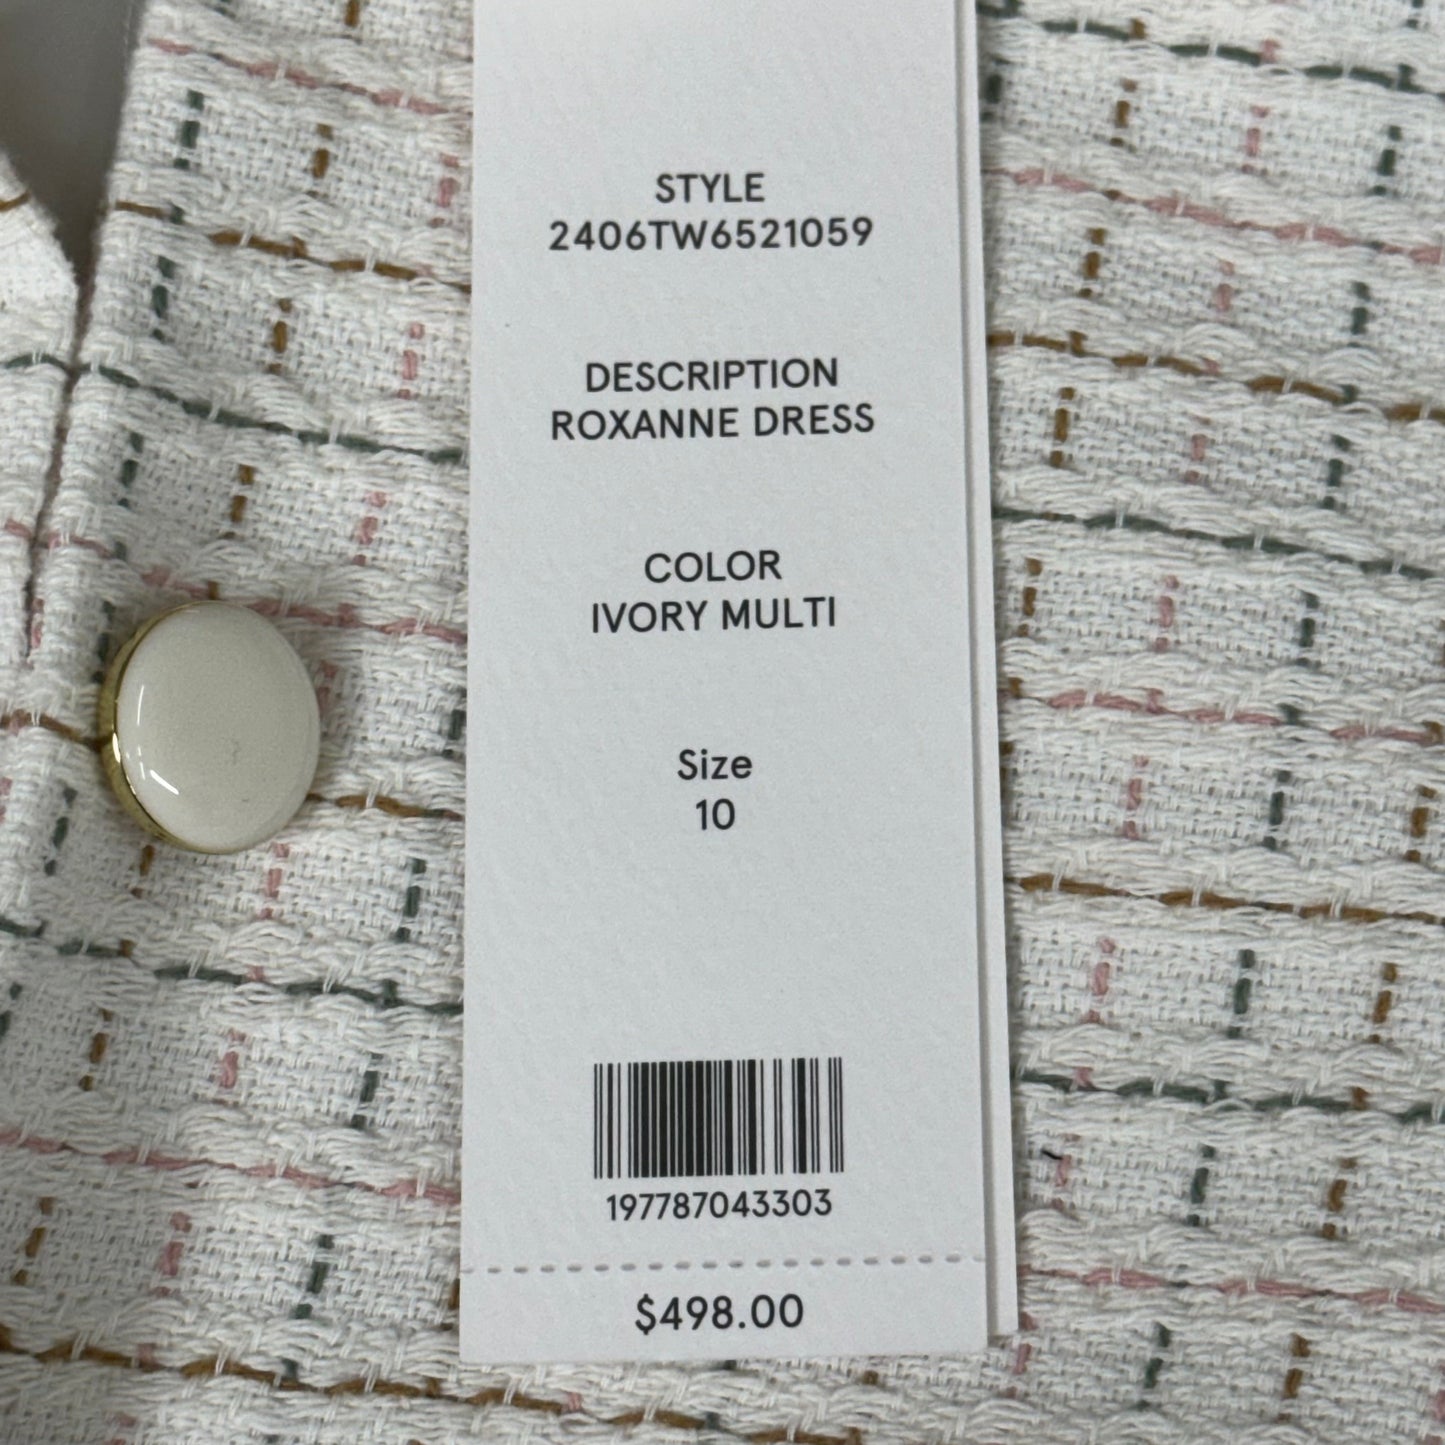 STYLE
2406TW6521059
DESCRIPTION
ROXANNE DRESS
COLOR
IVORY MULTI
Size
10
197787043303
$498.00